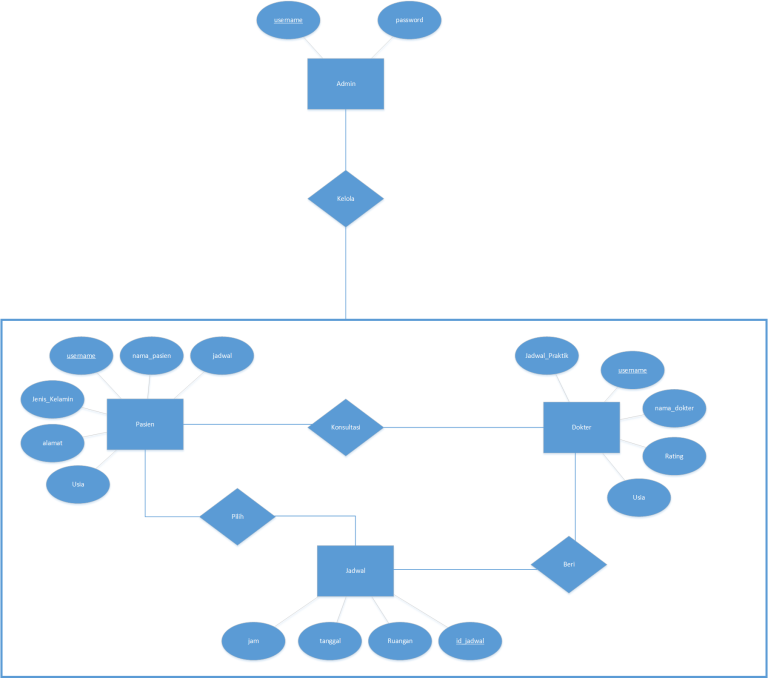 username
password
Admin
Kelola
username
nama_pasien
jadwal
Jadwal_Praktik
username
Jenis_Kelamin
nama_dokter
Pasien
Konsultasi
Dokter
alamat
Rating
Usia
Usia
Pilih
Beri
Jadwal
jam
tanggal
Ruangan
id_jadwal